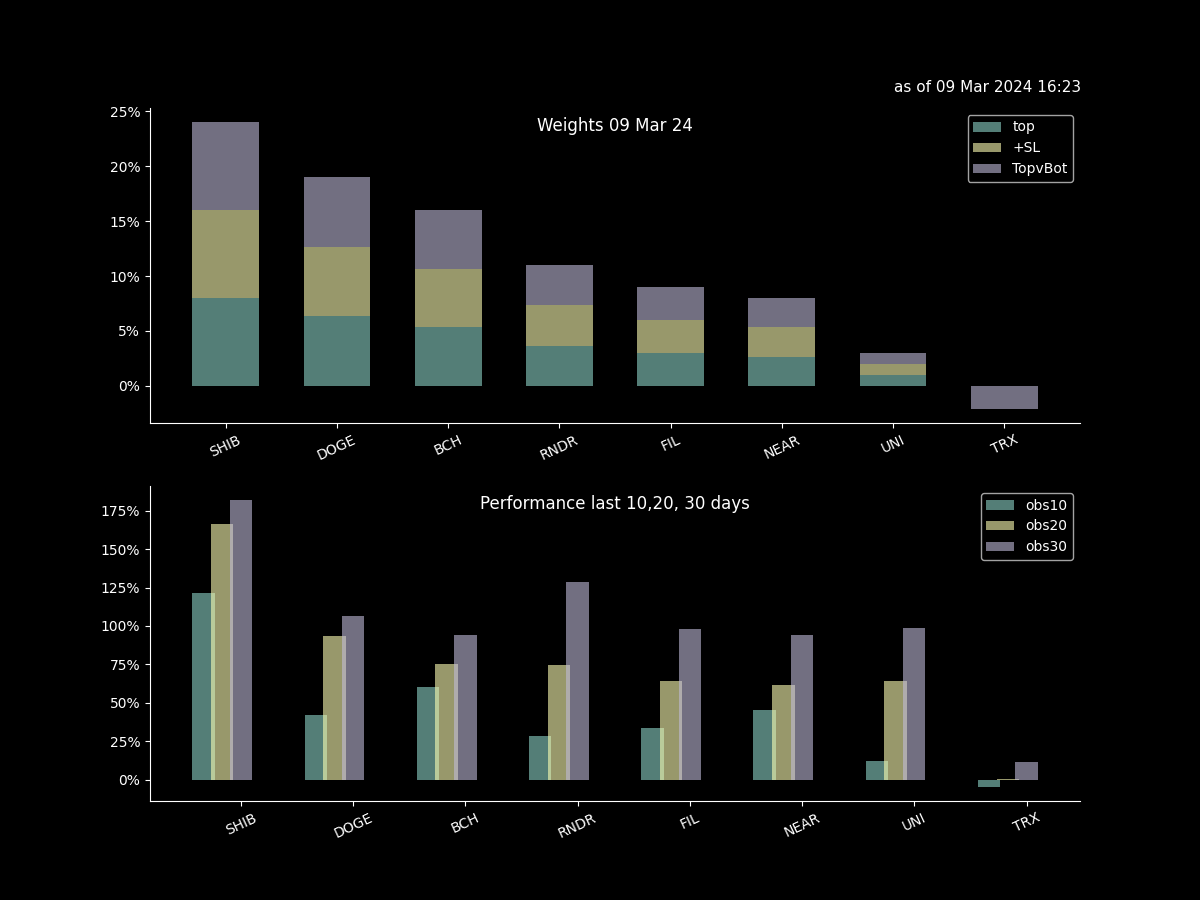 as of 09 Mar 2024 16:23
Weights 09 Mar 24
top
+SL
TopvBot
25%
20%
15%
10%
5%
0%
SHIB DOGE BCH RNDR FIL NEAR UNI TRX
Performance last 10,20, 30 days
obs10
obs20
obs30
175%
150%
125%
100%
75%
50%
25%
0%
SHIB DOGE BCH RNDR FIL NEAR UNI TRX